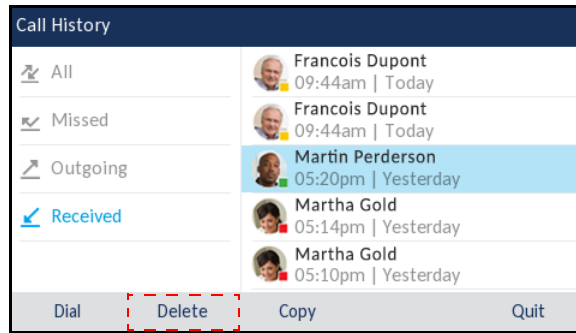 Call History
All
Missed
Outgoing
Received
Francois Dupont
09:44am | Today
Francois Dupont
09:44am | Today
Martin Perderson
05:20pm | Yesterday
Martha Gold
05:14pm | Yesterday
Martha Gold
05:10pm | Yesterday
Dial Delete Copy Quit